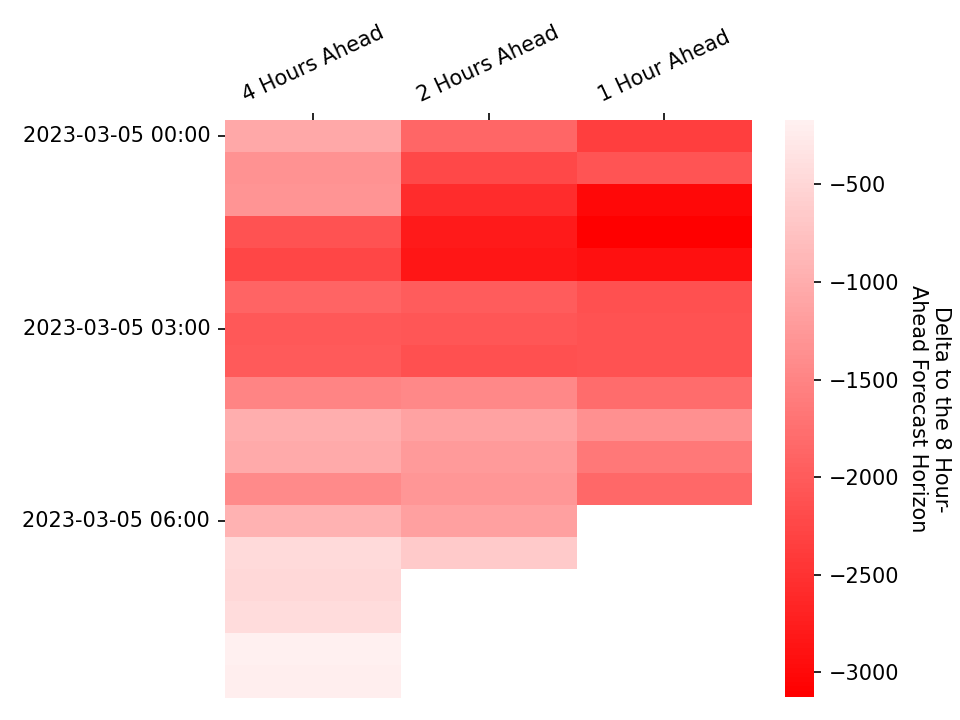 4 Hours Ahead
2 Hours Ahead
1 Hour Ahead
2023-03-05 00:00
2023-03-05 03:00
2023-03-05 06:00
−500
−1000
−1500
−2000
−2500
−3000
Delta to the 8 Hour-
Ahead Forecast Horizon